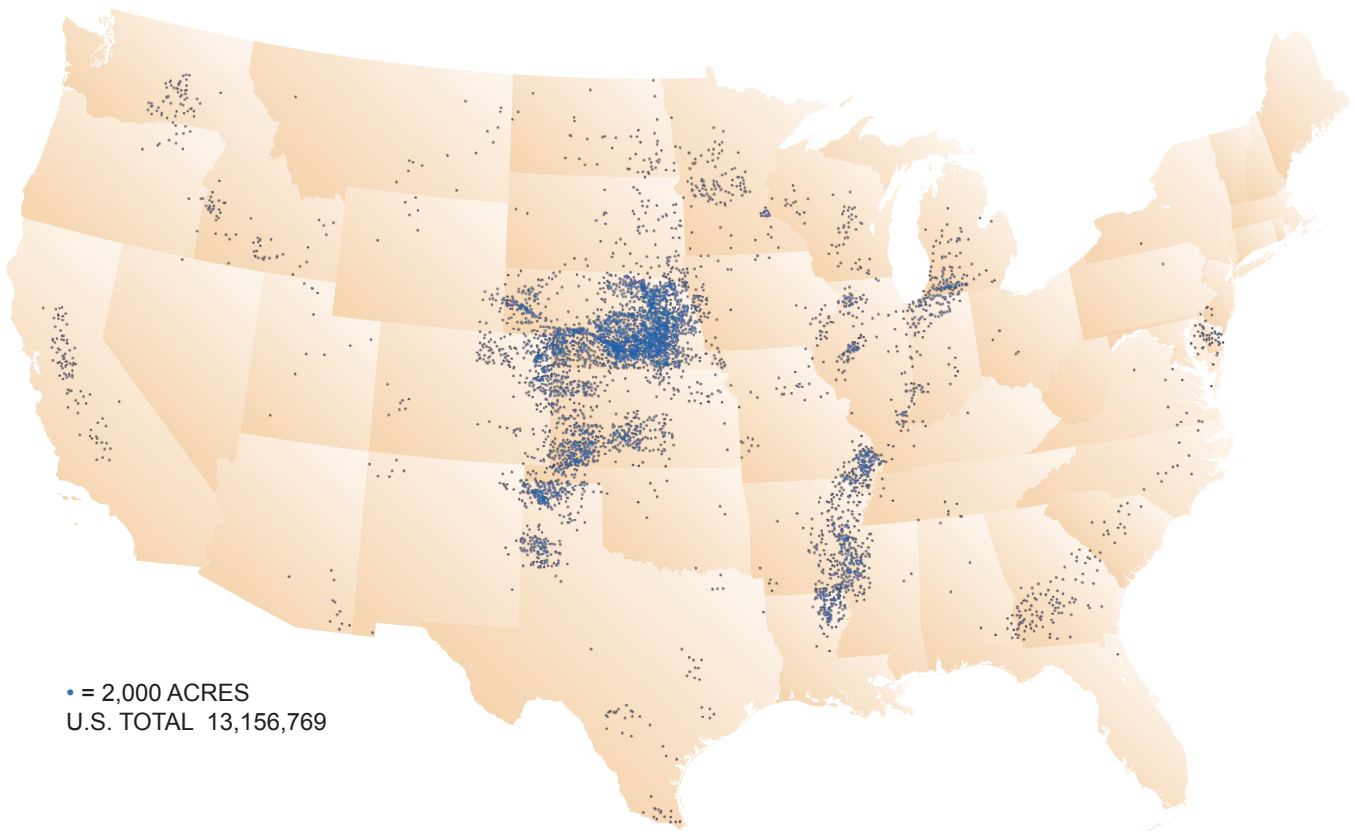 • = 2,000 ACRES
U.S. TOTAL 13,156,769